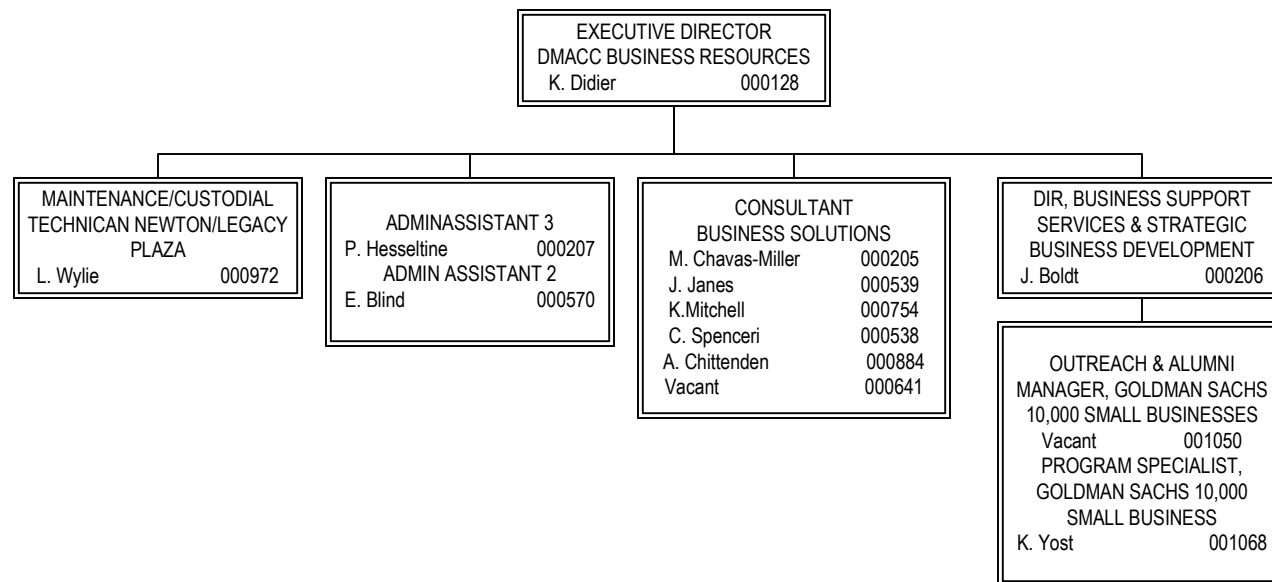 EXECUTIVE DIRECTOR
DMACC BUSINESS RESOURCES
K. Didier 000128
MAINTENANCE/CUSTODIAL
TECHNICAN NEWTON/LEGACY
PLAZA
L. Wylie 000972
ADMINASSISTANT 3
P. Hesseltine 000207
ADMIN ASSISTANT 2
E. Blind 000570
CONSULTANT
BUSINESS SOLUTIONS
M. Chavas-Miller 000205
J. Janes 000539
K.Mitchell 000754
C. Spenceri 000538
A. Chittenden 000884
Vacant 000641
DIR, BUSINESS SUPPORT
SERVICES & STRATEGIC
BUSINESS DEVELOPMENT
J. Boldt 000206
OUTREACH & ALUMNI
MANAGER, GOLDMAN SACHS
10,000 SMALL BUSINESSES
Vacant 001050
PROGRAM SPECIALIST,
GOLDMAN SACHS 10,000
SMALL BUSINESS
K. Yost 001068